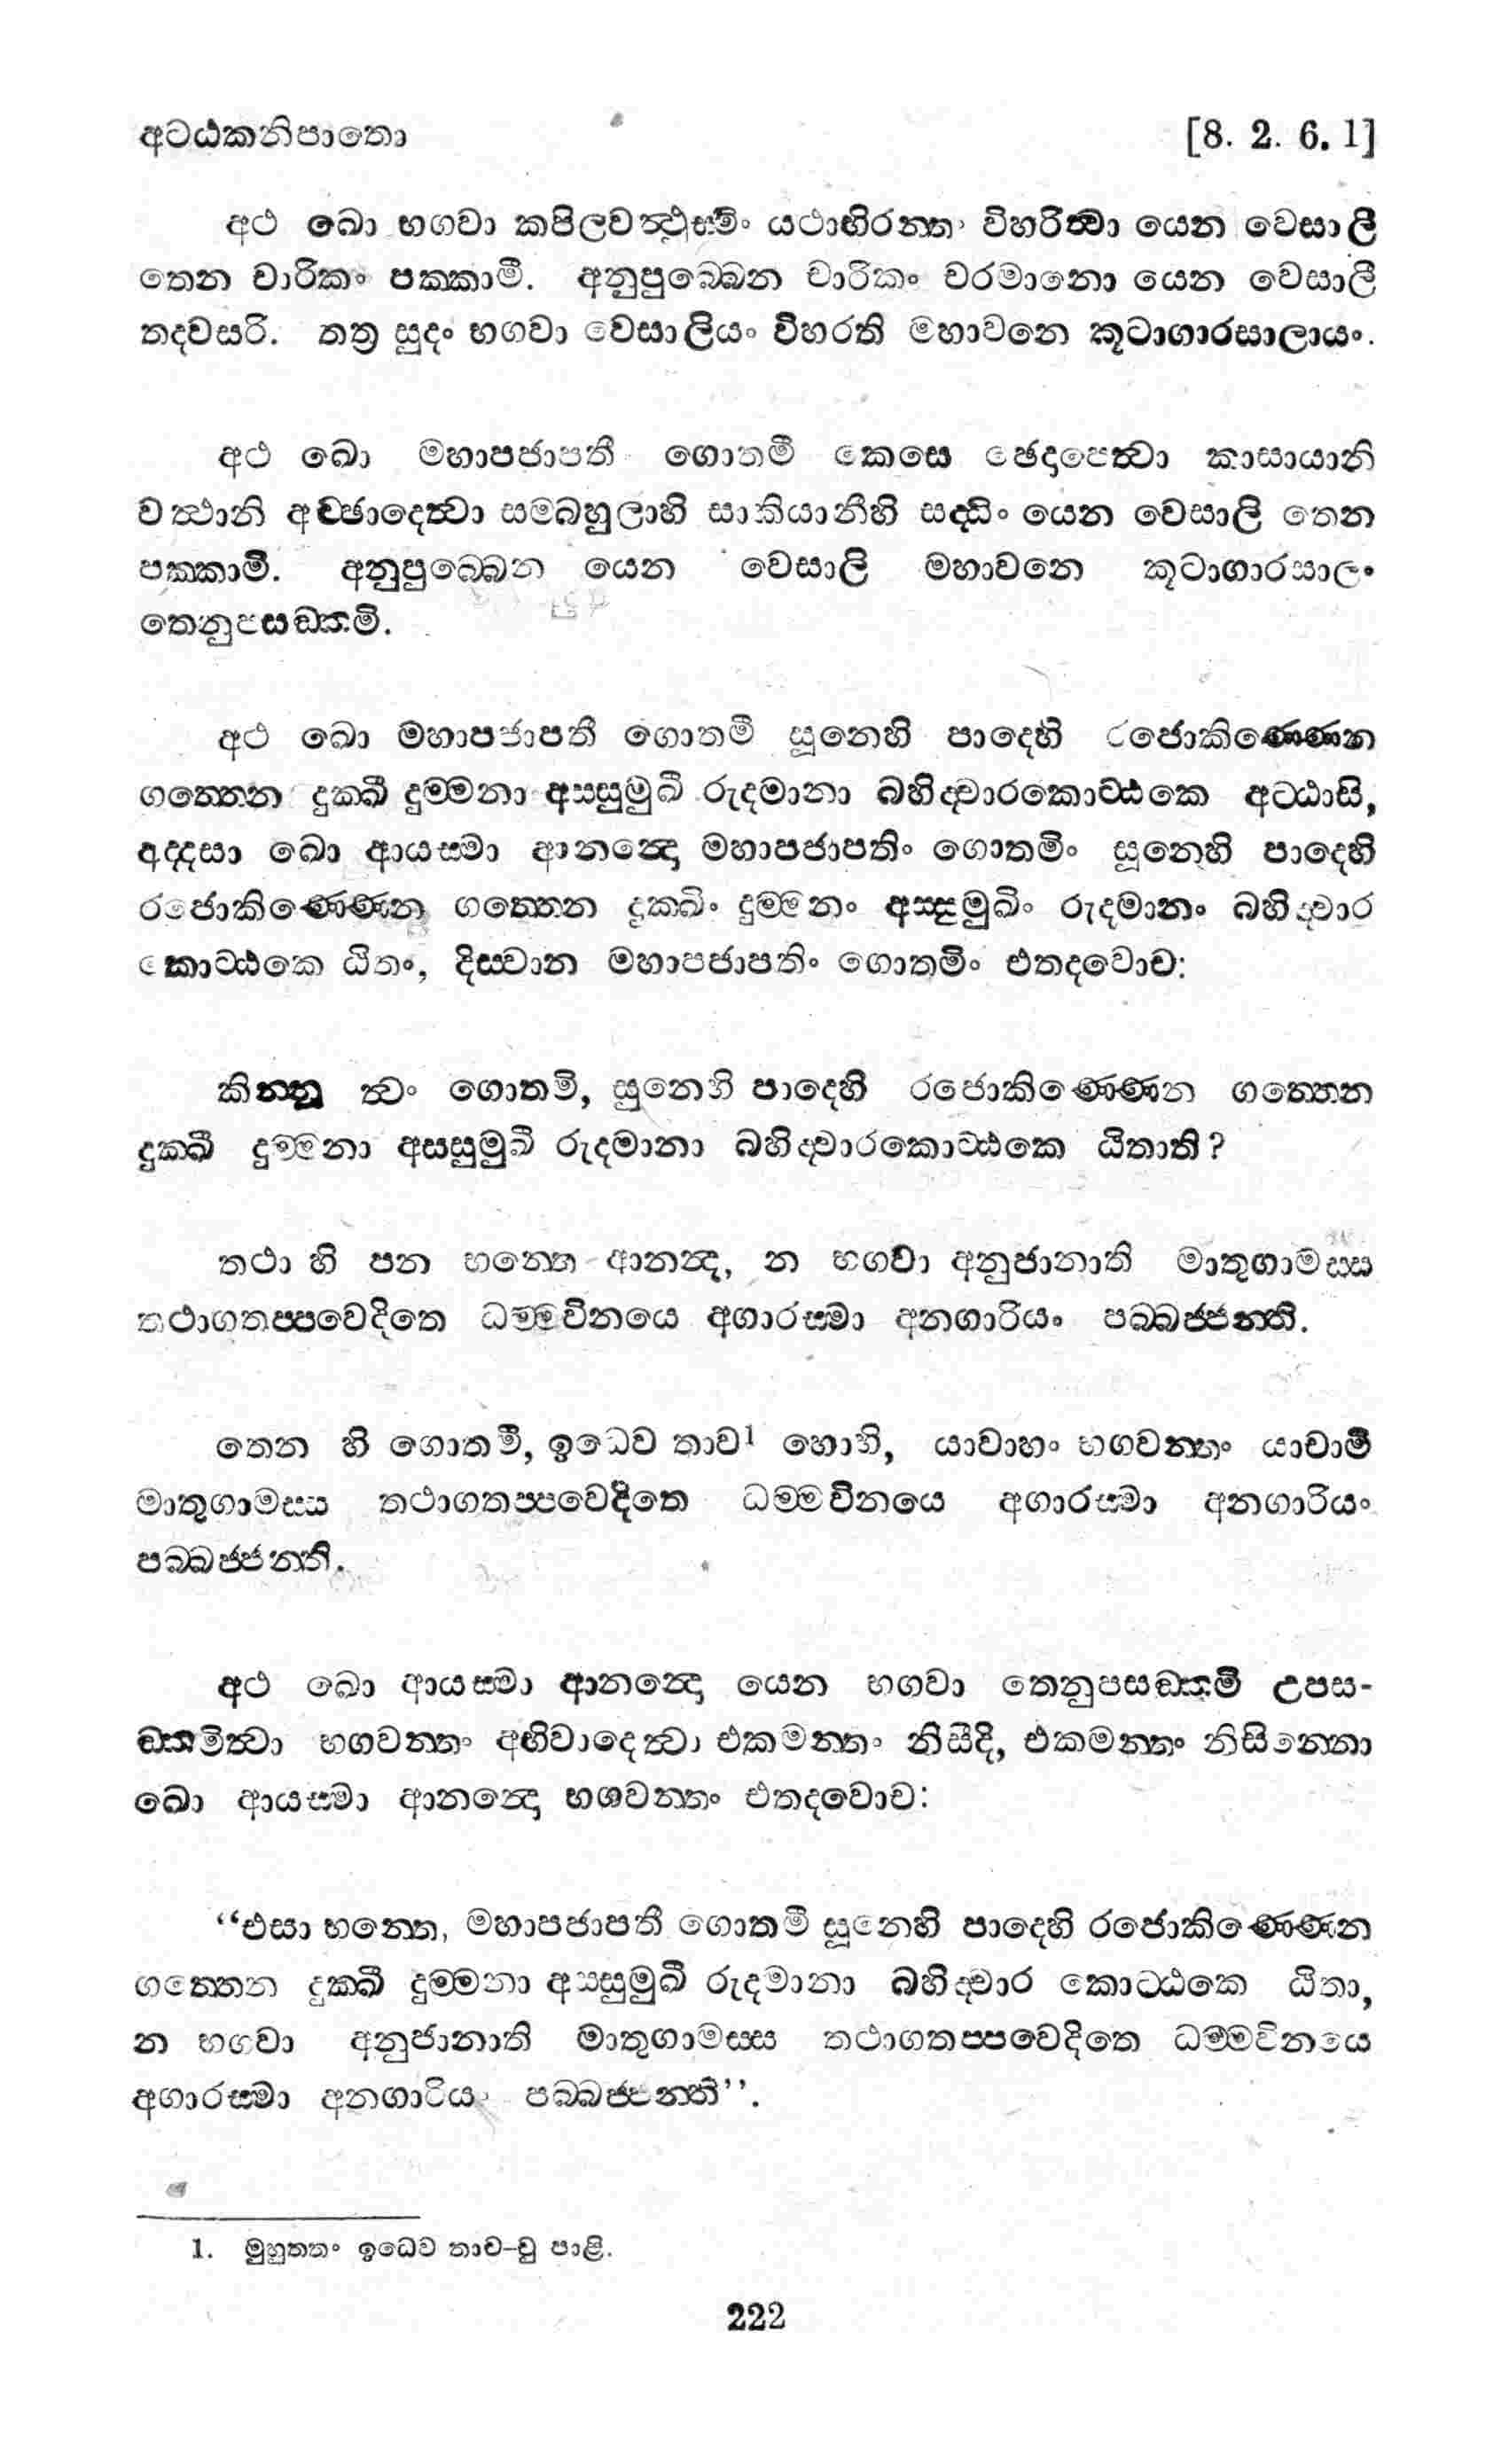 අටඨකනිපාතො [8. 2. 6. 1]
අථ ඛො භගවා කපිලවත්‍ථුස්මිං යථාභිරන්තං විහරිත්‍වා යෙන වෙසාලී
තෙන චාරිකං පක්කාමි. අනුපුබ්බෙන චාරිකං චරමානො යෙන වෙසාලී
තදවසරි. තත්‍ර සුදං භගවා වෙසාලියං විහරති මහාවනෙ කූටාගාරසාලායං.
අථ ඛො මහාපජාපතී ගොතමී කෙසෙ ඡෙදාපෙත්‍වා කාසායානි
වත්‍ථානි අච්ඡාදෙත්‍වා සම්බහුලාහි සාකියානීහි සද්ධිං යෙන වෙසාලි තෙන
පක්කාමි. අනුපුබ්බෙන යෙන වෙසාලි මහාවනෙ කූටාගාරසාලං
තෙනුපසඞ්කමි.
අථ ඛො මහාපජාපතී ගොතමී සූනෙහි පාදෙහි රජොකිණ්ණෙන
ගත්තෙන දුක්ඛී දුම්මනා අස්සුමුඛී රුදමානා බහිද්වාරකොට්ඨකෙ අට්ඨාසි,
අද්දසා ඛො ආයස්මා ආනන්‍දො මහාපජාපතිං ගොතමිං සූනෙහි පාදෙහි
රජොකිණ්ණෙන ගත්තෙන දුක්ඛිං දුම්මනං අස්සුමුඛිං රුදමානං බහිද්වාර
කොට්ඨකෙ ඨිතං, දිස්වාන මහාපජාපතිං ගොතමිං එතදවොච:
කින්නු ත්‍වං ගොතමි, සූනෙහි පාදෙහි රජොකිණ්ණෙන ගත්තෙන
දුක්ඛී දුම්මනා අස්සුමුඛී රුදමානා බහිද්වාරකොට්ඨකෙ ඨිතාති?
තථා හි පන භන්තෙ ආනන්‍ද, න භගවා අනුජානාති මාතුගාමස්ස
තථාගතප්පවෙදිතෙ ධම්මවිනයෙ අගාරස්මා අනගාරියං පබ්බජ්ජන්ති.
තෙන හි ගොතමී, ඉධෙව තාව1 හොහි, යාවාහං භගවන්තං යාචාමි
මාතුගාමස්ස තථාගතප්පවෙදිතෙ ධම්මවිනයෙ අගාරස්මා අනගාරියං
පබ්බජ්ජන්ති.
අථ ඛො ආයස්මා ආනන්‍දො යෙන භගවා තෙනුපසඞ්කමි උපස-
ඞ්කමිත්‍වා භගවන්තං අභිවාදෙත්‍වා එකමන්තං නිසීදි, එකමන්තං නිසින්නො
ඛො ආයස්මා ආනන්‍දො භගවන්තං එතදවොච:
“එසා භන්තෙ, මහාපජාපතී ගොතමී සූනෙහි පාදෙහි රජොකිණ්ණෙන
ගත්තෙන දුක්ඛී දුම්මනා අස්සුමුඛී රුදමානා බහිද්වාර කොට්ඨකෙ ඨිතා,
න භගවා අනුජානාති මාතුගාමස්ස තථාගතප්පවෙදිතෙ ධම්මවිනයෙ
අගාරස්මා අනගාරියං පබ්බජ්ජන්ති”.
1. මුහුත්තං ඉධෙව තාව-චු පාළි.
222